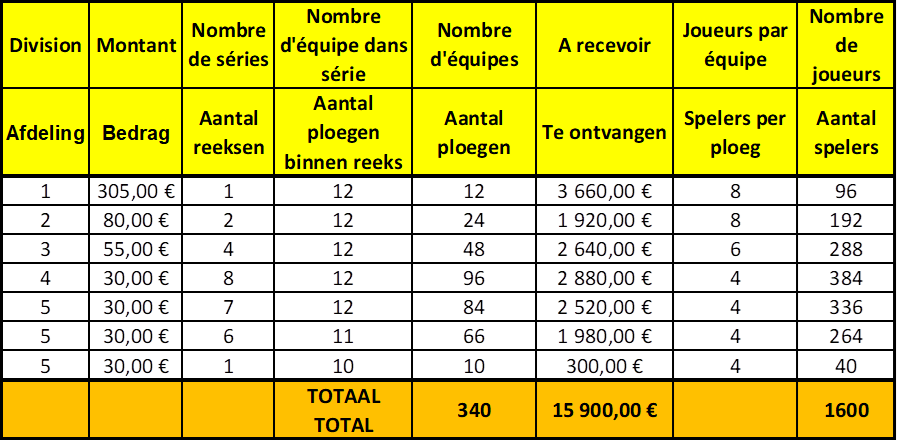 Division Montant Nombre de séries Nombre d'équipe dans série Nombre d'équipes A recevoir Joueurs par équipe Nombre de joueurs
Afdeling Bedrag Aantal reeksen Aantal ploegen binnen reeks Aantal ploegen Te ontvangen Spelers per ploeg Aantal spelers
1 305,00 € 1 12 12 3 660,00 € 8 96
2 80,00 € 2 12 24 1 920,00 € 8 192
3 55,00 € 4 12 48 2 640,00 € 6 288
4 30,00 € 8 12 96 2 880,00 € 4 384
5 30,00 € 7 12 84 2 520,00 € 4 336
5 30,00 € 6 11 66 1 980,00 € 4 264
5 30,00 € 1 10 10 300,00 € 4 40
TOTAAL TOTAL 340 15 900,00 € 1600